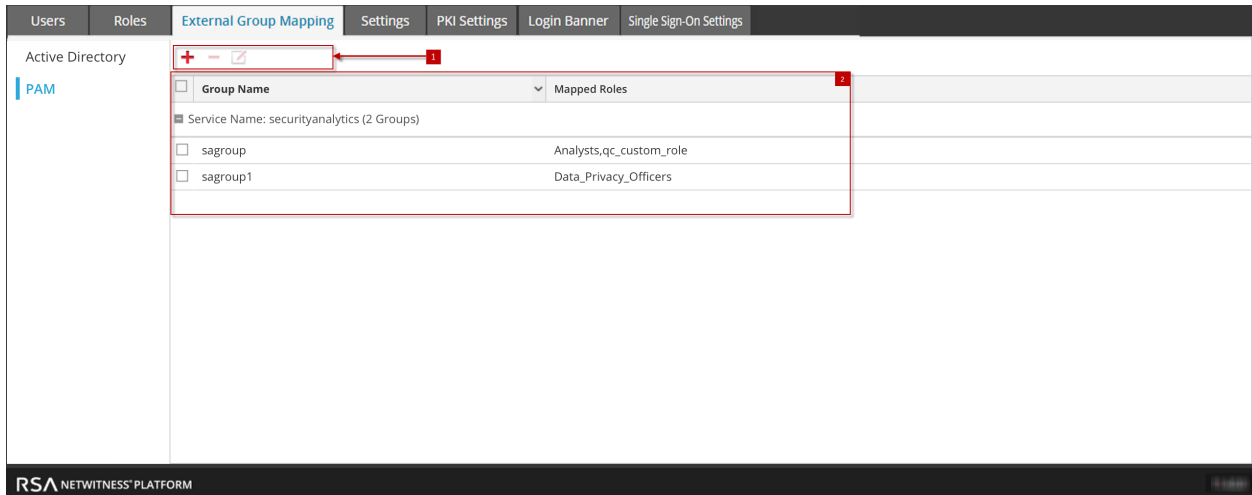 Users Roles External Group Mapping Settings PKI Settings Login Banner Single Sign-On Settings
Active Directory
1
PAM
2
Group Name Mapped Roles
Service Name: securityanalytics (2 Groups)
sagroup Analysts,qc_custom_role
sagroup1 Data_Privacy_Officers
RSA NETWITNESS® PLATFORM